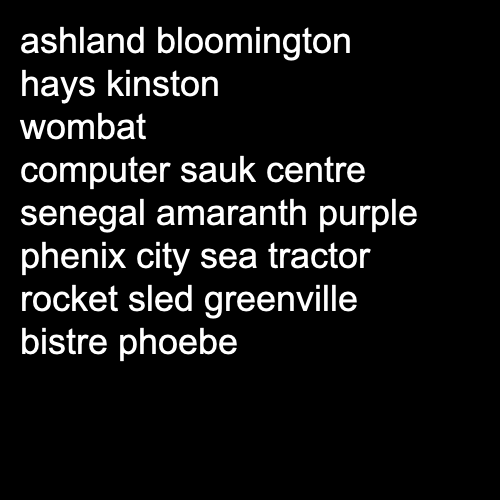 ashland bloomington
hays kinston
wombat
computer sauk centre
senegal amaranth purple
phenix city sea tractor
rocket sled greenville
bistre phoebe